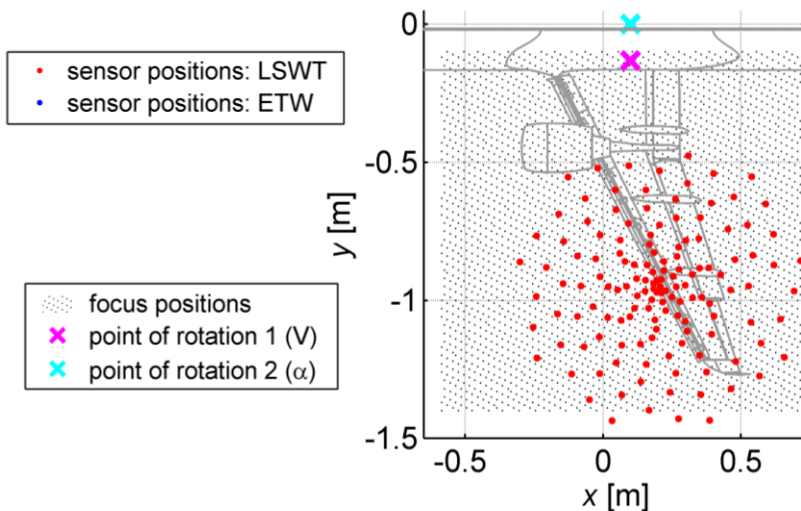 sensor positions: LSWT
sensor positions: ETW
focus positions
point of rotation 1 (V)
point of rotation 2 (α)
y [m]
0
-0.5
-1
-1.5
-0.5
0
0.5
x [m]